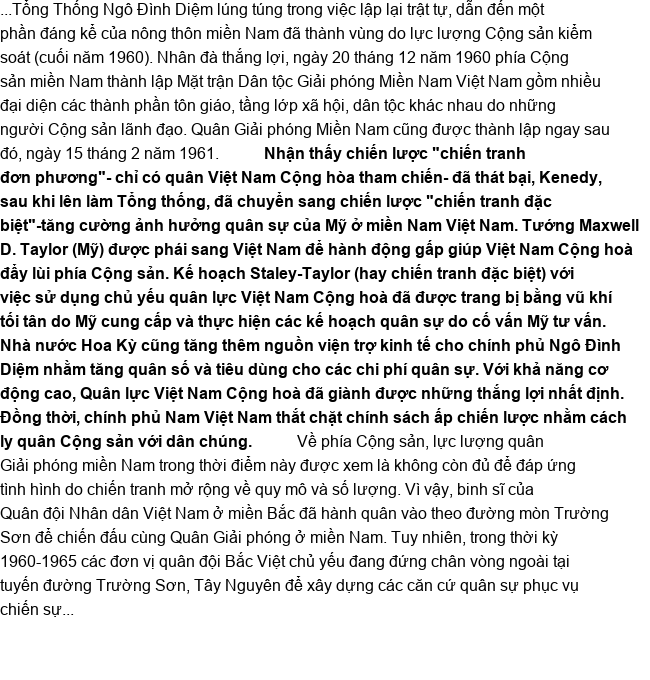 ...Tổng Thống Ngô Đình Diệm lúng túng trong việc lập lại trật tự, dẫn đến một
phần đáng kể của nông thôn miền Nam đã thành vùng do lực lượng Cộng sản kiểm
soát (cuối năm 1960). Nhân đà thắng lợi, ngày 20 tháng 12 năm 1960 phía Cộng
sản miền Nam thành lập Mặt trận Dân tộc Giải phóng Miền Nam Việt Nam gồm nhiều
đại diện các thành phần tôn giáo, tầng lớp xã hội, dân tộc khác nhau do những
người Cộng sản lãnh đạo. Quân Giải phóng Miền Nam cũng được thành lập ngay sau
đó, ngày 15 tháng 2 năm 1961. Nhận thấy chiến lược "chiến tranh
đơn phương"- chỉ có quân Việt Nam Cộng hòa tham chiến- đã thát bại, Kenedy,
sau khi lên làm Tổng thống, đã chuyển sang chiến lược "chiến tranh đặc
biệt"-tăng cường ảnh hưởng quân sự của Mỹ ở miền Nam Việt Nam. Tướng Maxwell
D. Taylor (Mỹ) được phái sang Việt Nam để hành động gấp giúp Việt Nam Cộng hoà
đẩy lùi phía Cộng sản. Kế hoạch Staley-Taylor (hay chiến tranh đặc biệt) với
việc sử dụng chủ yếu quân lực Việt Nam Cộng hoà đã được trang bị bằng vũ khí
tối tân do Mỹ cung cấp và thực hiện các kế hoạch quân sự do cố vấn Mỹ tư vấn.
Nhà nước Hoa Kỳ cũng tăng thêm nguồn viện trợ kinh tế cho chính phủ Ngô Đình
Diệm nhằm tăng quân số và tiêu dùng cho các chi phí quân sự. Với khả năng cơ
động cao, Quân lực Việt Nam Cộng hoà đã giành được những thắng lợi nhất định.
Đồng thời, chính phủ Nam Việt Nam thắt chặt chính sách ấp chiến lược nhằm cách
ly quân Cộng sản với dân chúng. Về phía Cộng sản, lực lượng quân
Giải phóng miền Nam trong thời điểm này được xem là không còn đủ để đáp ứng
tình hình do chiến tranh mở rộng về quy mô và số lượng. Vì vậy, binh sĩ của
Quân đội Nhân dân Việt Nam ở miền Bắc đã hành quân vào theo đường mòn Trường
Sơn để chiến đấu cùng Quân Giải phóng ở miền Nam. Tuy nhiên, trong thời kỳ
1960-1965 các đơn vị quân đội Bắc Việt chủ yếu đang đứng chân vòng ngoài tại
tuyến đường Trường Sơn, Tây Nguyên để xây dựng các căn cứ quân sự phục vụ
chiến sự...